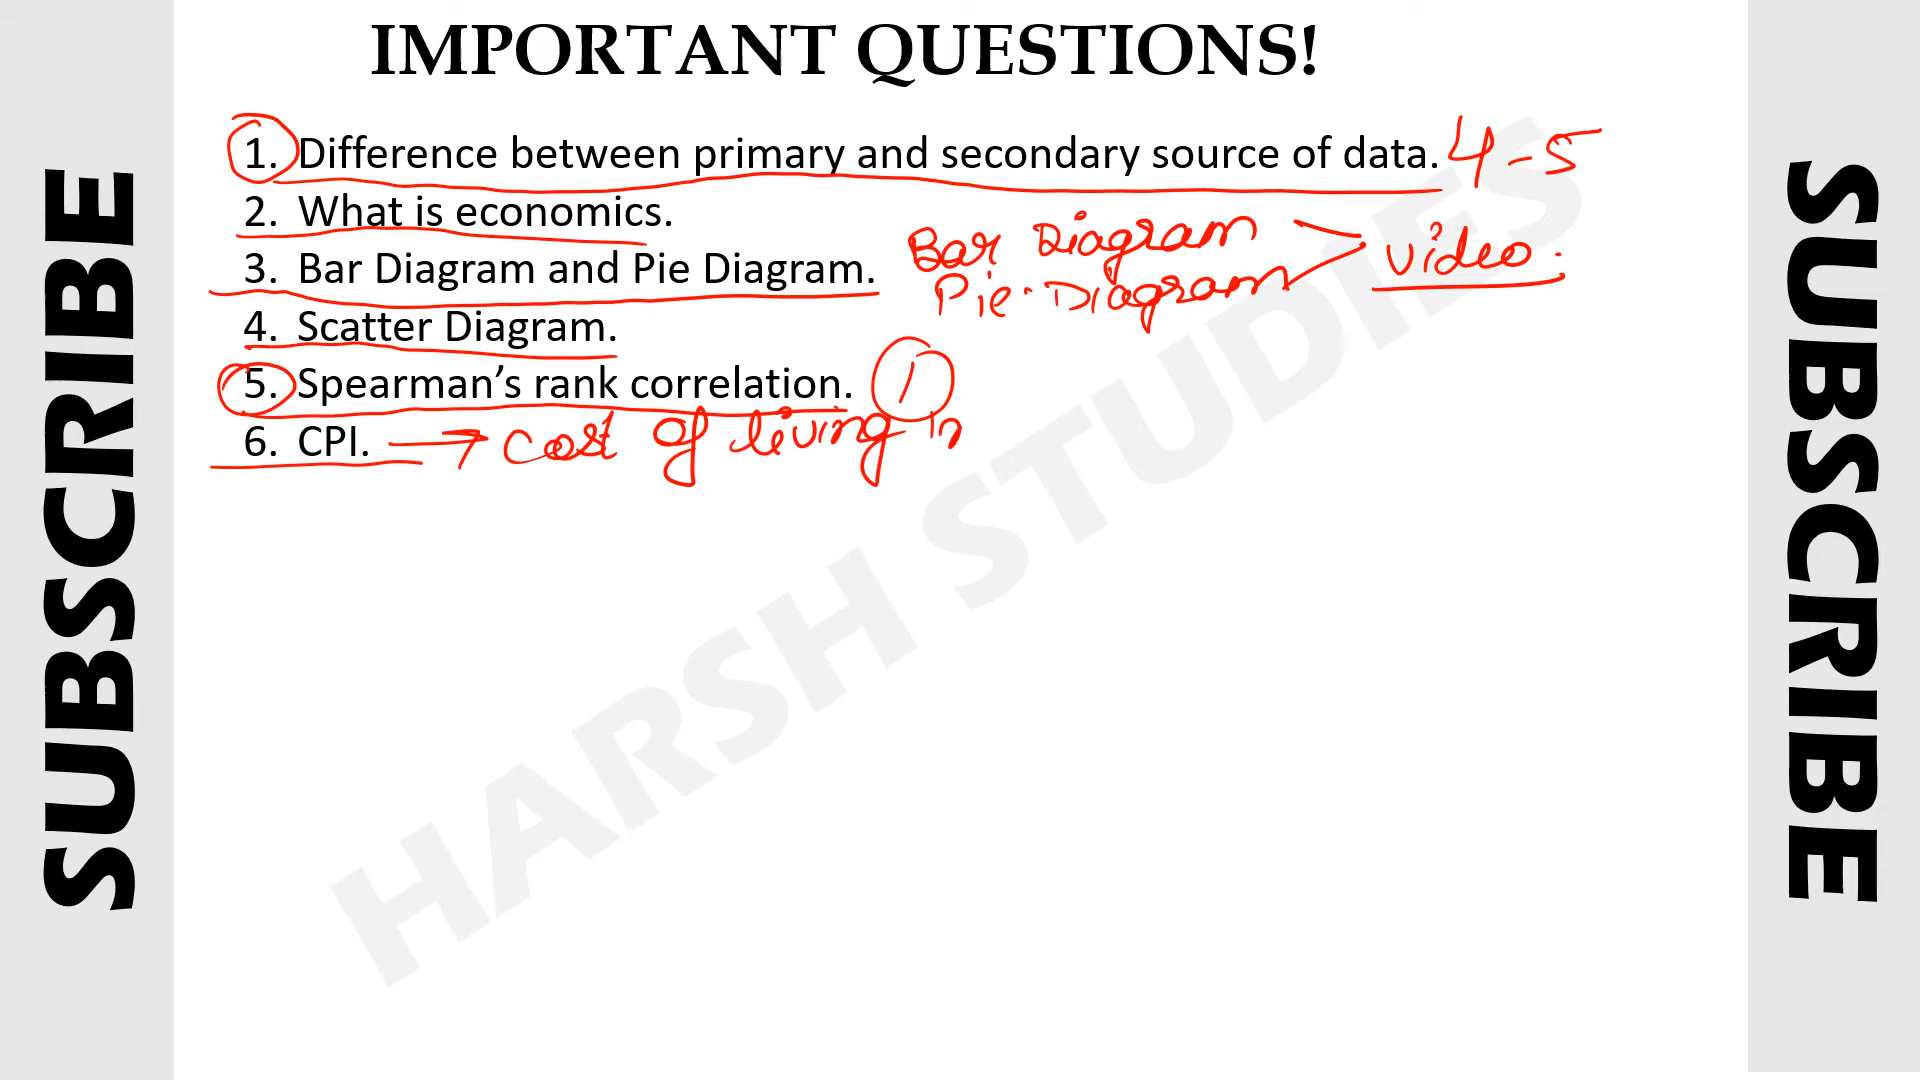 IMPORTANT QUESTIONS!
1. Difference between primary and secondary source of data. 4-5
2. What is economics.
Bar Diagram
video.
3. Bar Diagram and Pie Diagram.
Pie-Diagram
4. Scatter Diagram.
5. Spearman’s rank correlation. 1
6. CPI. → cost of living in
SUBSCRIBE
SUBSCRIBE
HARSH STUDIES